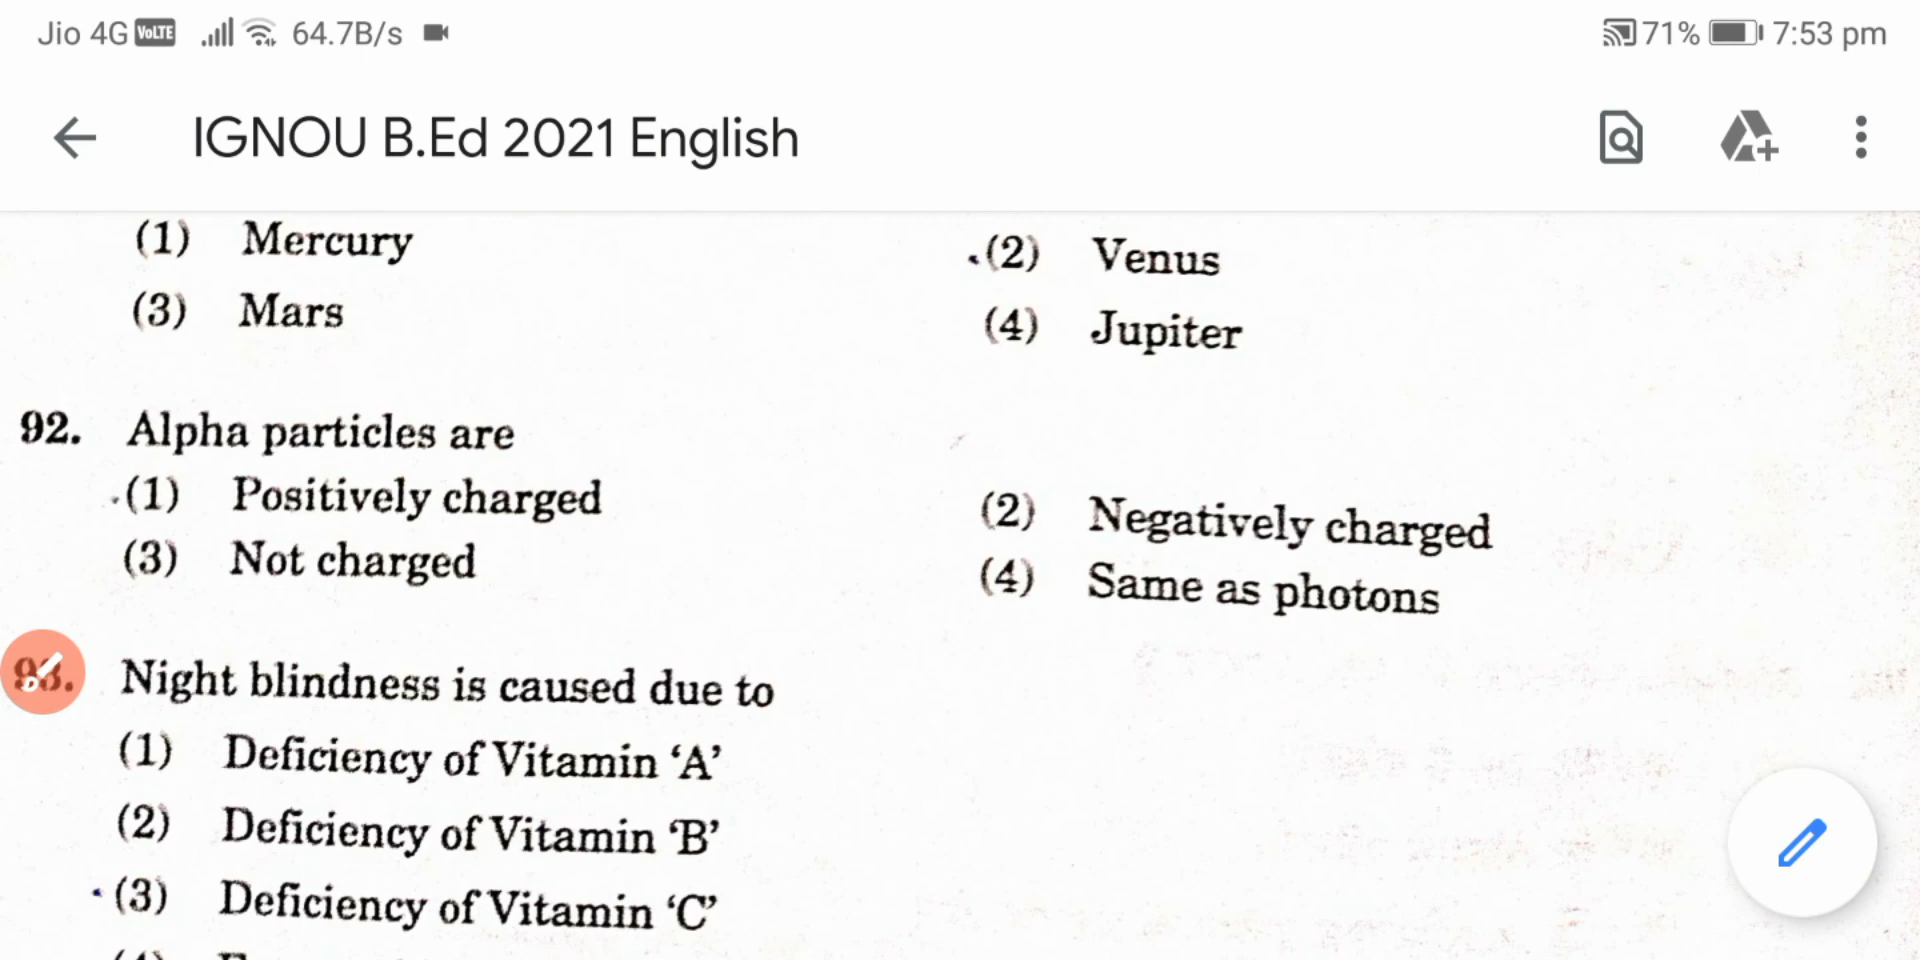 Jio 4G VoLTE 64.7B/s 71% 7:53 pm
IGNOU B.Ed 2021 English
(1) Mercury (2) Venus
(3) Mars (4) Jupiter
92. Alpha particles are
(1) Positively charged (2) Negatively charged
(3) Not charged (4) Same as photons
93. Night blindness is caused due to
(1) Deficiency of Vitamin ‘A’
(2) Deficiency of Vitamin ‘B’
(3) Deficiency of Vitamin ‘C’